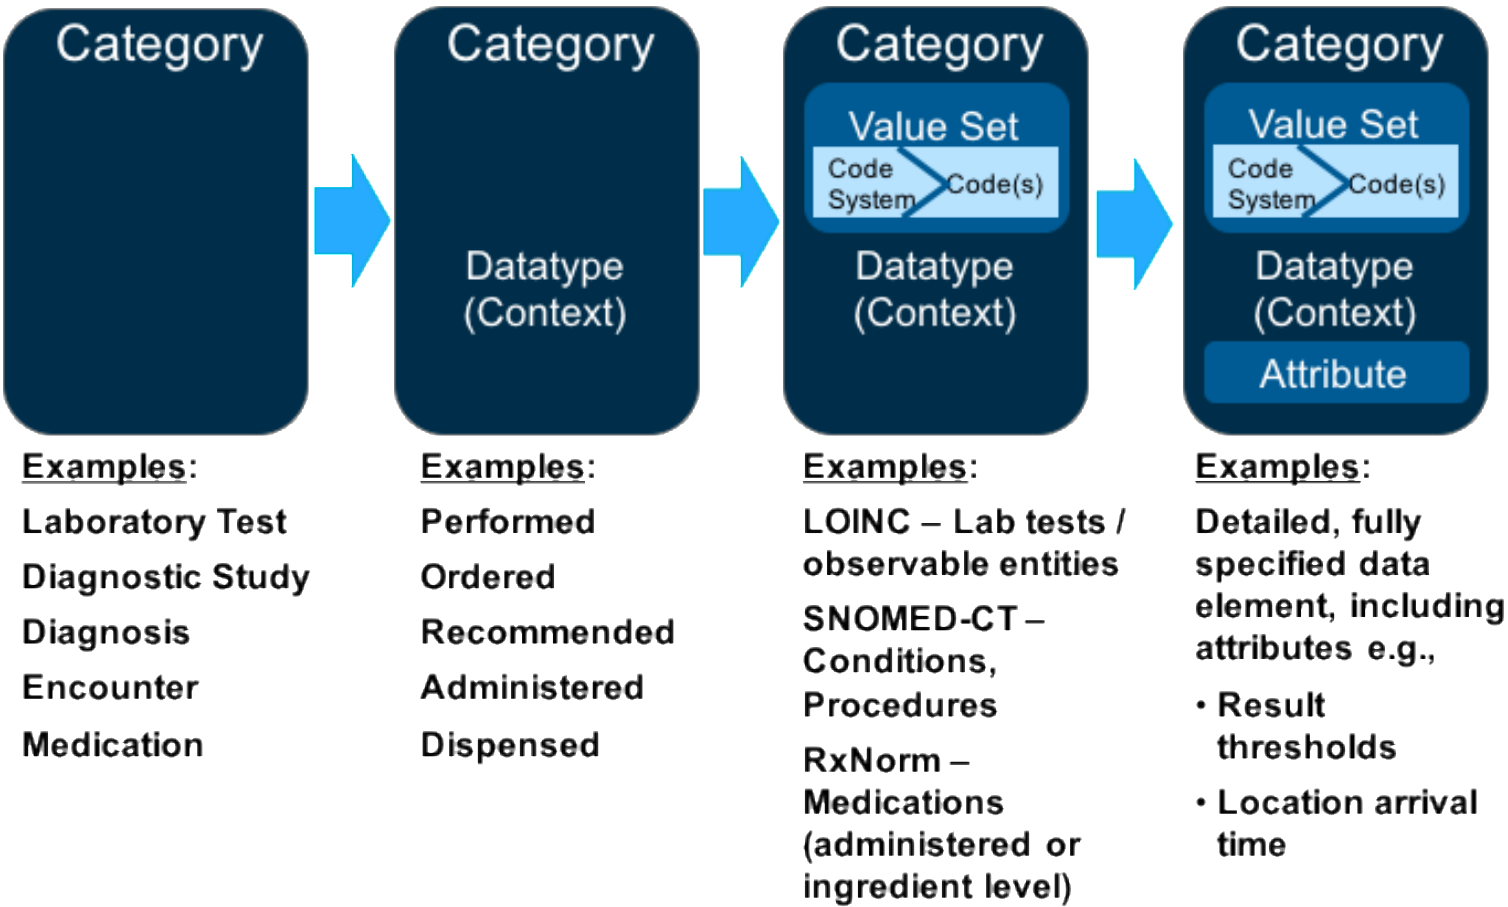 Category
Examples:
Laboratory Test
Diagnostic Study
Diagnosis
Encounter
Medication
Category
Datatype
(Context)
Examples:
Performed
Ordered
Recommended
Administered
Dispensed
Category
Value Set
Code
System
Code(s)
Datatype
(Context)
Examples:
LOINC – Lab tests /
observable entities
SNOMED-CT –
Conditions,
Procedures
RxNorm –
Medications
(administered or
ingredient level)
Category
Value Set
Code
System
Code(s)
Datatype
(Context)
Attribute
Examples:
Detailed, fully
specified data
element, including
attributes e.g.,
• Result
thresholds
• Location arrival
time